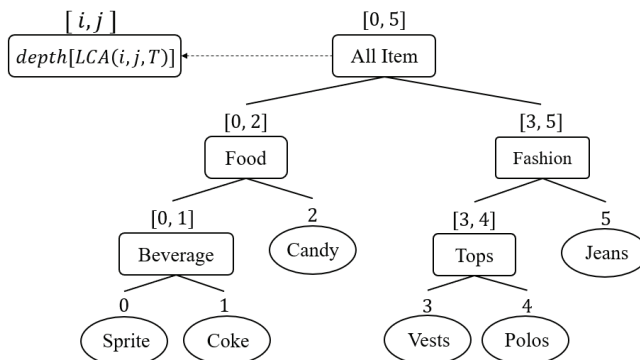 [i,j]
[0, 5]
depth[LCA(i,j,T)]
All Item
[0, 2]
[3, 5]
Food
Fashion
[0, 1]
2
[3, 4]
5
Beverage
Candy
Tops
Jeans
0
1
3
4
Sprite
Coke
Vests
Polos